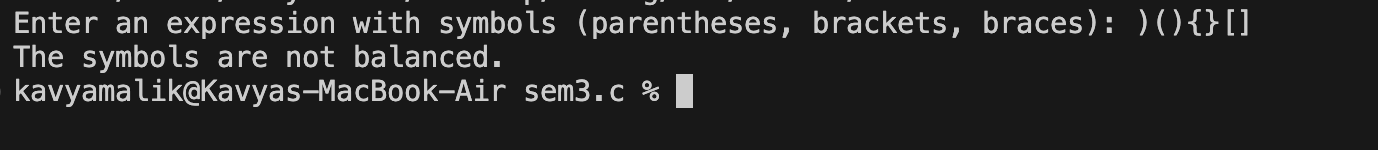 Enter an expression with symbols (parentheses, brackets, braces): )(){}[]
The symbols are not balanced.
kavyamalik@Kavyas-MacBook-Air sem3.c %